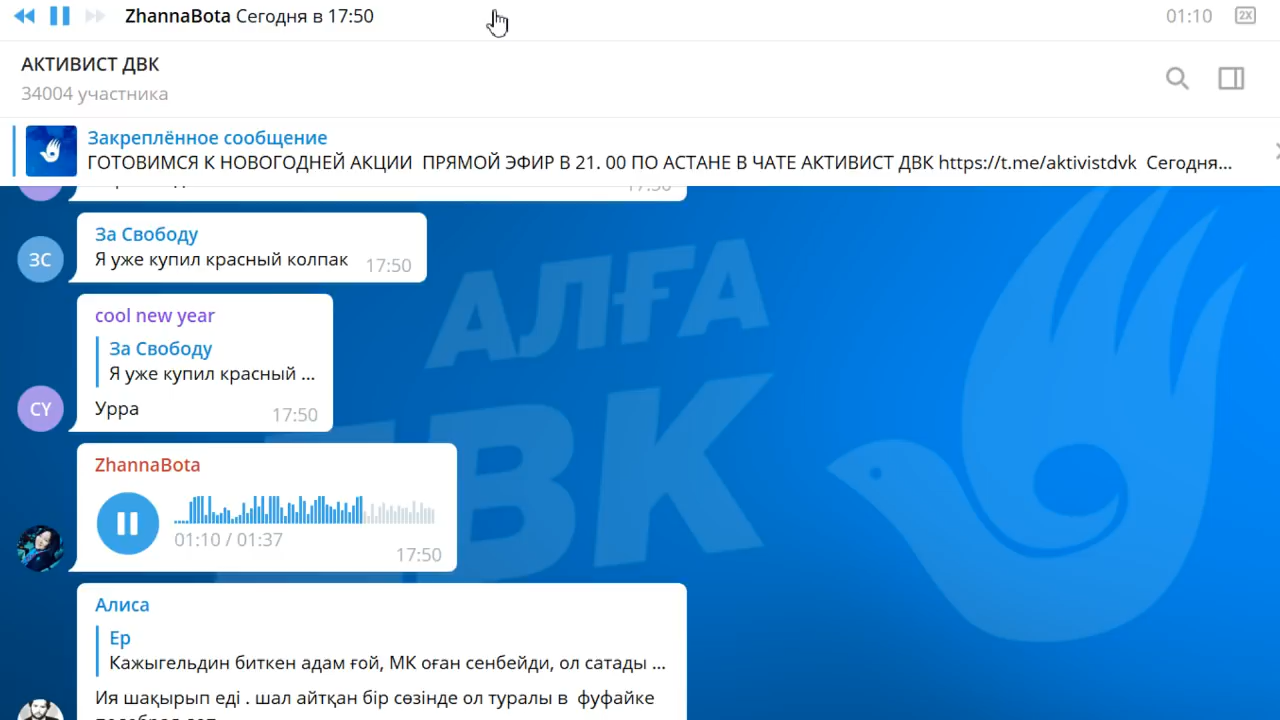 ZhannaBota Сегодня в 17:50
01:10
2X
АКТИВИСТ ДВК
34004 участника
Закреплённое сообщение
ГОТОВИМСЯ К НОВОГОДНЕЙ АКЦИИ ПРЯМОЙ ЭФИР В 21. 00 ПО АСТАНЕ В ЧАТЕ АКТИВИСТ ДВК https://t.me/aktivistdvk Сегодня...
17:50
За Свободу
ЗС
Я уже купил красный колпак
17:50
cool new year
За Свободу
Я уже купил красный ...
CY
Урра
17:50
ZhannaBota
01:10 / 01:37
17:50
Алиса
Ер
Кажыгельдин биткен адам ғой, МК оған сенбейди, ол сатады ...
Ия шақырып еді . шал айтқан бір сөзінде ол туралы в фуфайке
АЛҒА
ДВК